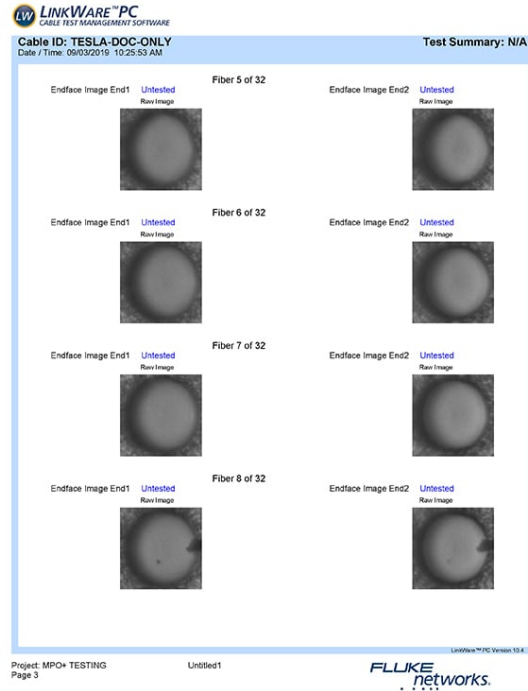 LW LINKWARE™PC
CABLE TEST MANAGEMENT SOFTWARE
Cable ID: TESLA-DOC-ONLY Test Summary: N/A
Date / Time: 09/03/2019 10:25:53 AM
Fiber 5 of 32
Endface Image End1 Untested Endface Image End2 Untested
Raw Image Raw Image
Fiber 6 of 32
Endface Image End1 Untested Endface Image End2 Untested
Raw Image Raw Image
Fiber 7 of 32
Endface Image End1 Untested Endface Image End2 Untested
Raw Image Raw Image
Fiber 8 of 32
Endface Image End1 Untested Endface Image End2 Untested
Raw Image Raw Image
LinkWare™ PC Version 10.4
Project: MPO+ TESTING Untitled1
Page 3
FLUKE
networks.